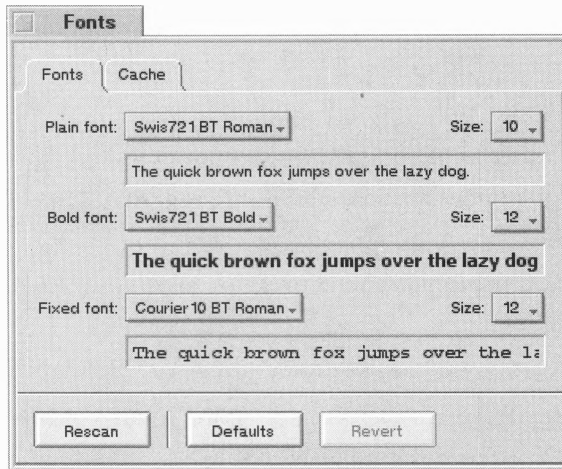 Fonts
Fonts Cache
Plain font: Swis721 BT Roman Size: 10
The quick brown fox jumps over the lazy dog.
Bold font: Swis721 BT Bold Size: 12
The quick brown fox jumps over the lazy dog
Fixed font: Courier10 BT Roman Size: 12
The quick brown fox jumps over the la
Rescan Defaults Revert